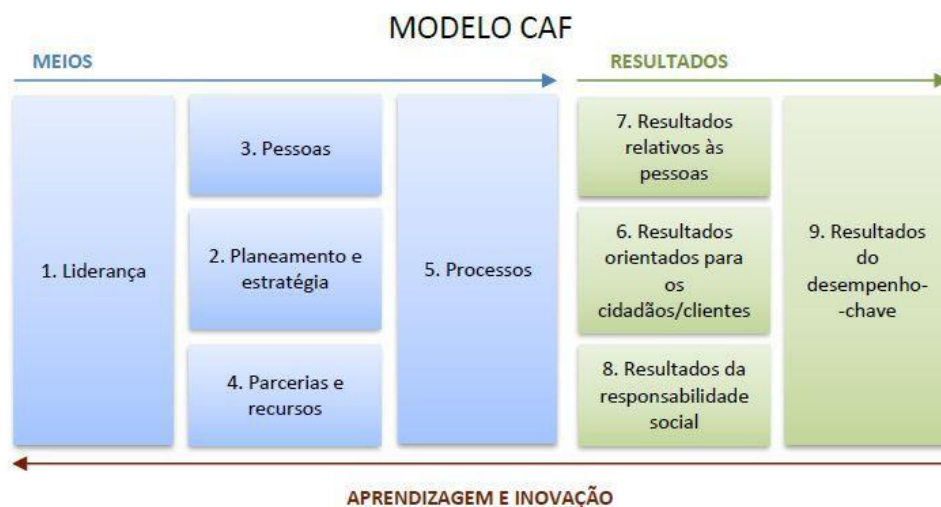 MODELO CAF
MEIOS
RESULTADOS
1. Liderança
3. Pessoas
2. Planeamento e
estratégia
4. Parcerias e
recursos
5. Processos
7. Resultados
relativos às
pessoas
6. Resultados
orientados para
os
cidadãos/clientes
8. Resultados da
responsabilidade
social
9. Resultados
do
desempenho-
-chave
APRENDIZAGEM E INOVAÇÃO